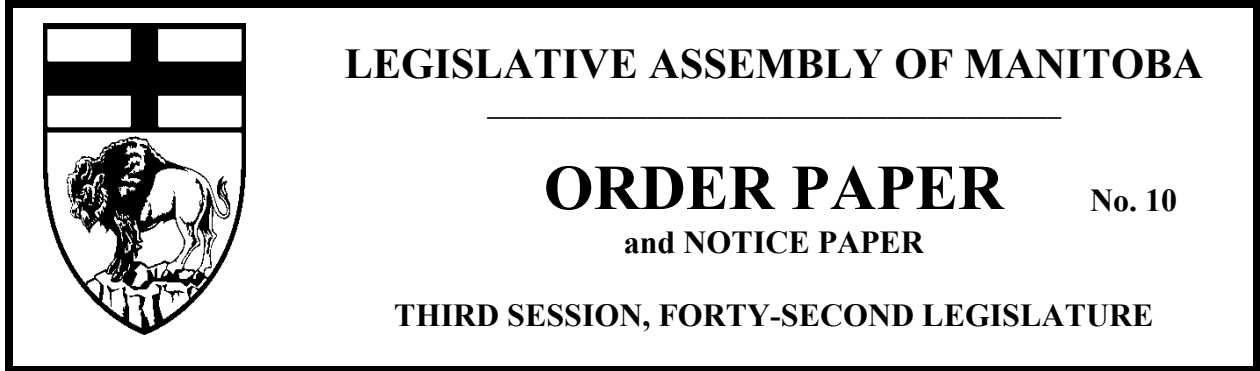 LEGISLATIVE ASSEMBLY OF MANITOBA
ORDER PAPER No. 10
and NOTICE PAPER
THIRD SESSION, FORTY-SECOND LEGISLATURE